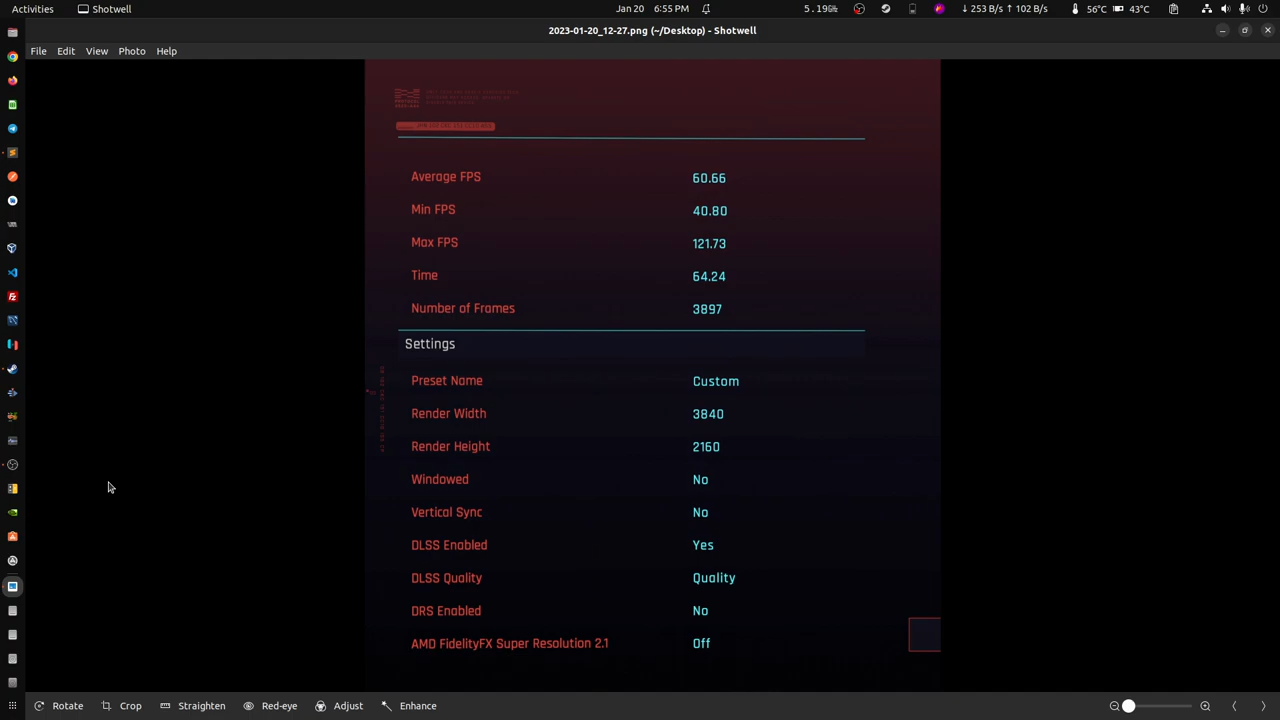 Activities Shotwell Jan 20 6:55 PM ↓ 253 B/s ↑ 102 B/s 56°C 43°C
2023-01-20_12-27.png (~/Desktop) - Shotwell
File Edit View Photo Help
Average FPS 60.66
Min FPS 40.80
Max FPS 121.73
Time 64.24
Number of Frames 3897
Settings
Preset Name Custom
Render Width 3840
Render Height 2160
Windowed No
Vertical Sync No
DLSS Enabled Yes
DLSS Quality Quality
DRS Enabled No
AMD FidelityFX Super Resolution 2.1 Off
Rotate Crop Straighten Red-eye Adjust Enhance